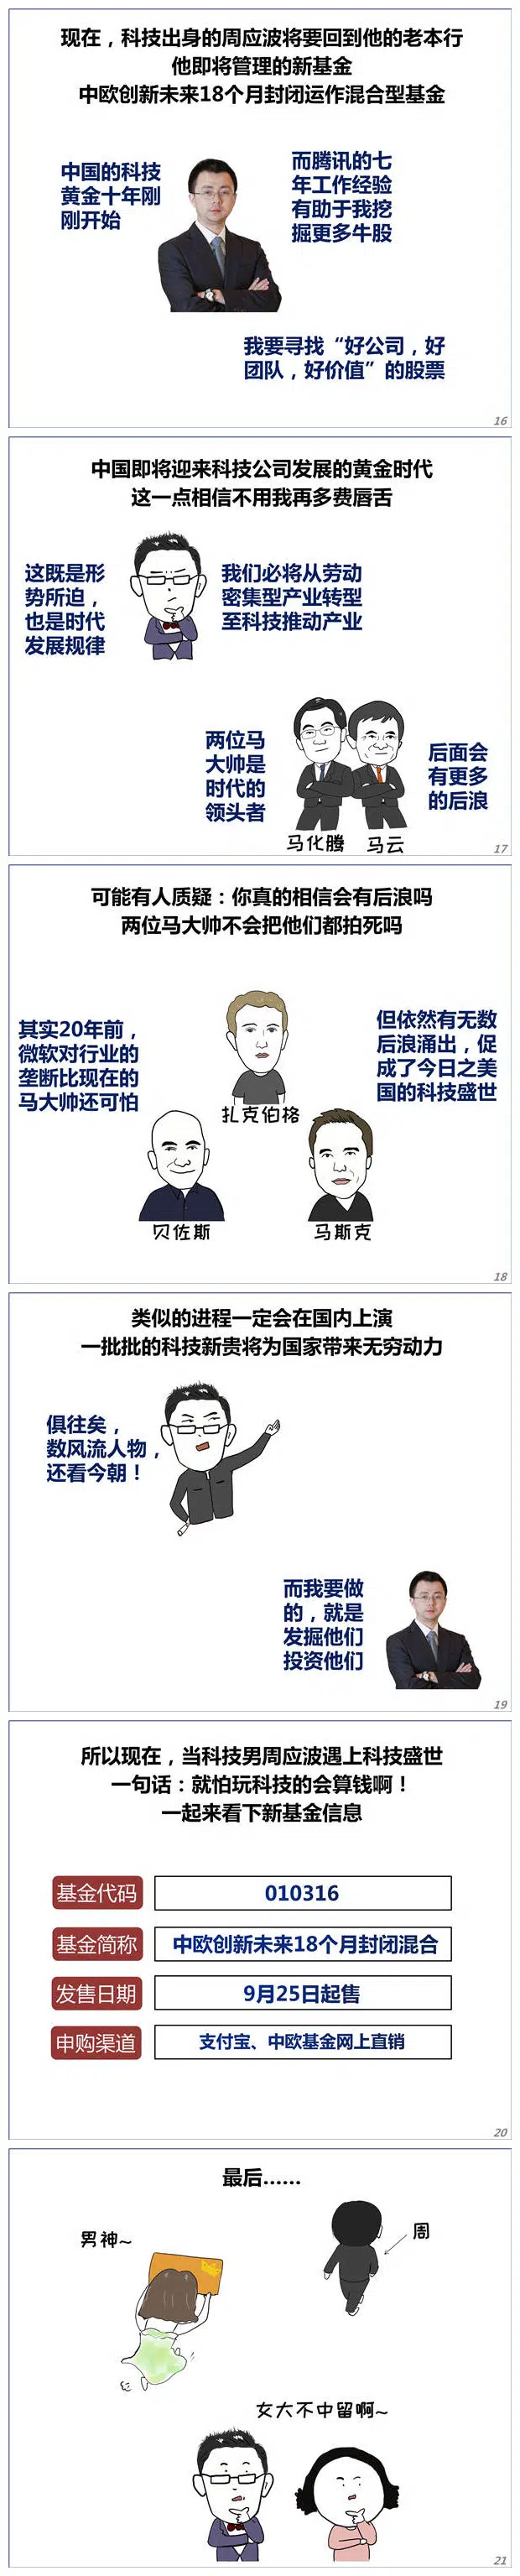 现在，科技出身的周应波将要回到他的老本行
他即将管理的新基金
中欧创新未来18个月封闭运作混合型基金
中国的科技
黄金十年刚
刚开始
而腾讯的七
年工作经验
有助于我挖
掘更多牛股
我要寻找“好公司，好
团队，好价值”的股票
16
中国即将迎来科技公司发展的黄金时代
这一点相信不用我再多费唇舌
这既是形
势所迫，
也是时代
发展规律
我们必将从劳动
密集型产业转型
至科技推动产业
两位马
大帅是
时代的
领头者
马化腾
马云
后面会
有更多
的后浪
17
可能有人质疑：你真的相信会有后浪吗
两位马大帅不会把他们都拍死吗
其实20年前，
微软对行业的
垄断比现在的
马大帅还可怕
但依然有无数
后浪涌出，促
成了今日之美
国的科技盛世
扎克伯格
贝佐斯
马斯克
18
类似的进程一定会在国内上演
一批批的科技新贵将为国家带来无穷动力
俱往矣，
数风流人物，
还看今朝！
而我要做
的，就是
发掘他们
投资他们
19
所以现在，当科技男周应波遇上科技盛世
一句话：就怕玩科技的会算钱啊！
一起来看下新基金信息
基金代码
010316
基金简称
中欧创新未来18个月封闭混合
发售日期
9月25日起售
申购渠道
支付宝、中欧基金网上直销
20
最后……
男神~
周
女大不中留啊~
21